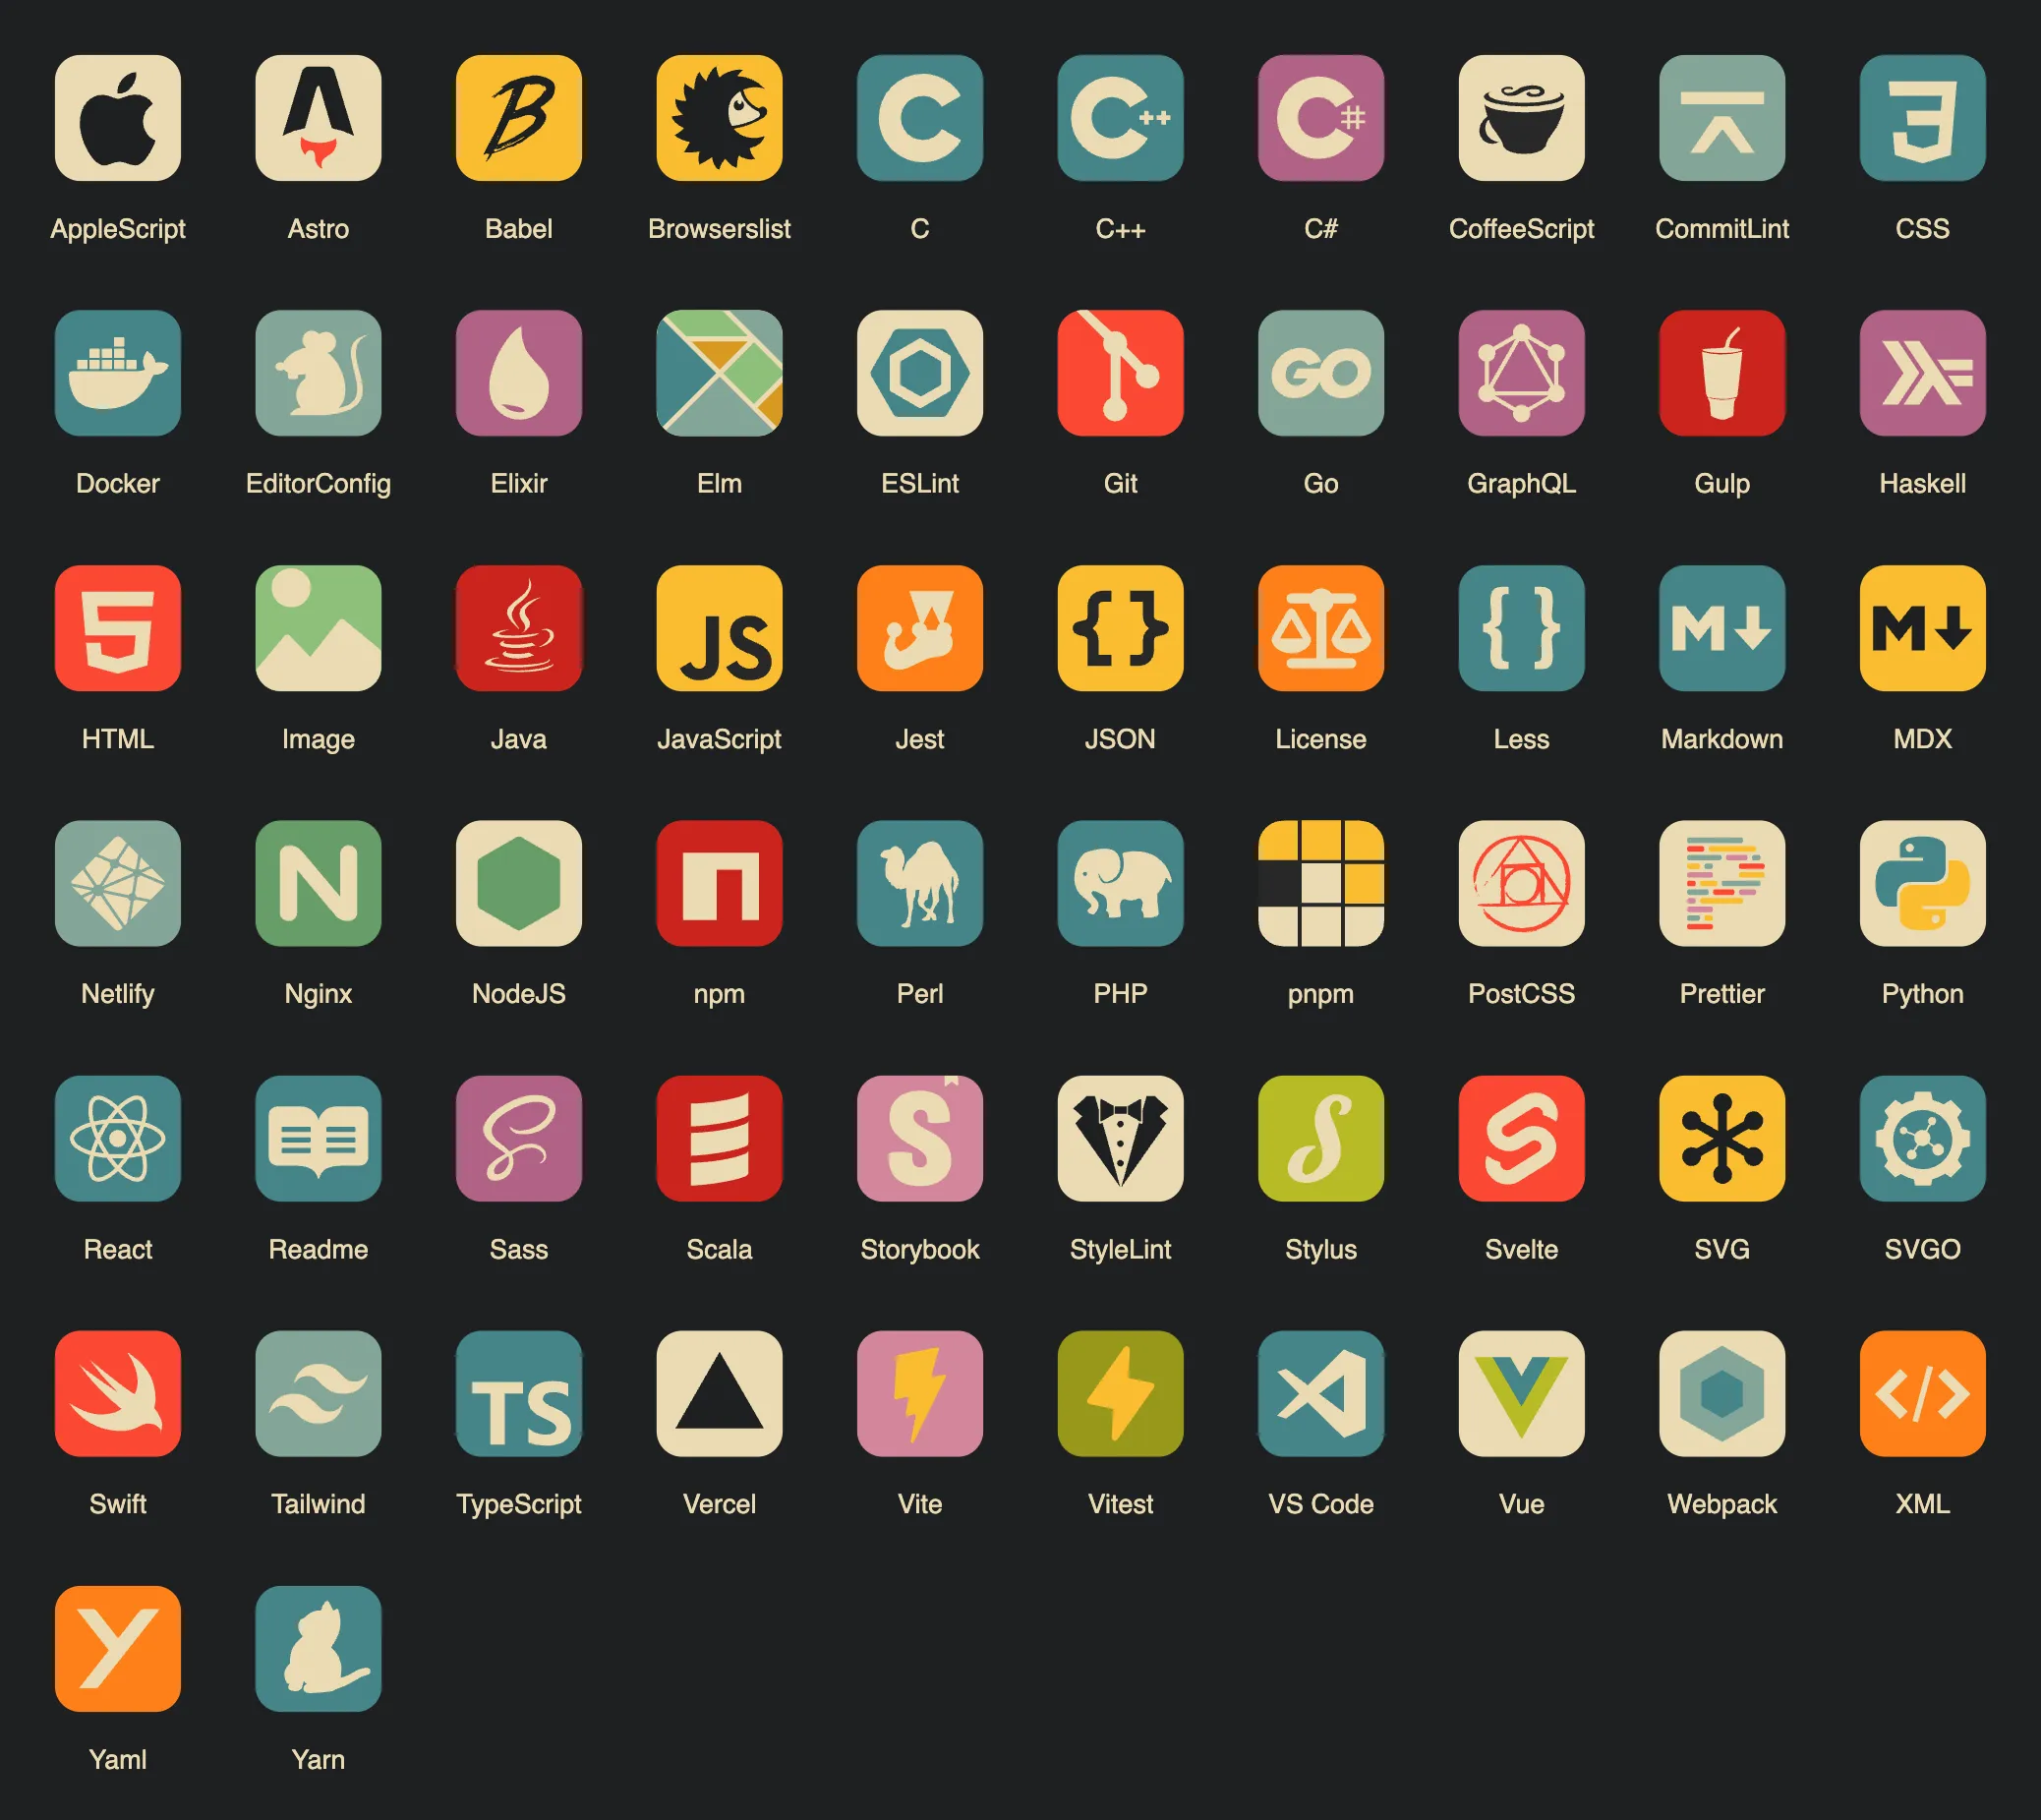 AppleScript Astro Babel Browserslist C C++ C# CoffeeScript CommitLint CSS
GO
Docker EditorConfig Elixir Elm ESLint Git Go GraphQL Gulp Haskell
JS {} {} M M
HTML Image Java JavaScript Jest JSON License Less Markdown MDX
N
Netlify Nginx NodeJS npm Perl PHP pnpm PostCSS Prettier Python
S
React Readme Sass Scala Storybook StyleLint Stylus Svelte SVG SVGO
TS </>
Swift Tailwind TypeScript Vercel Vite Vitest VS Code Vue Webpack XML
Y
Yaml Yarn